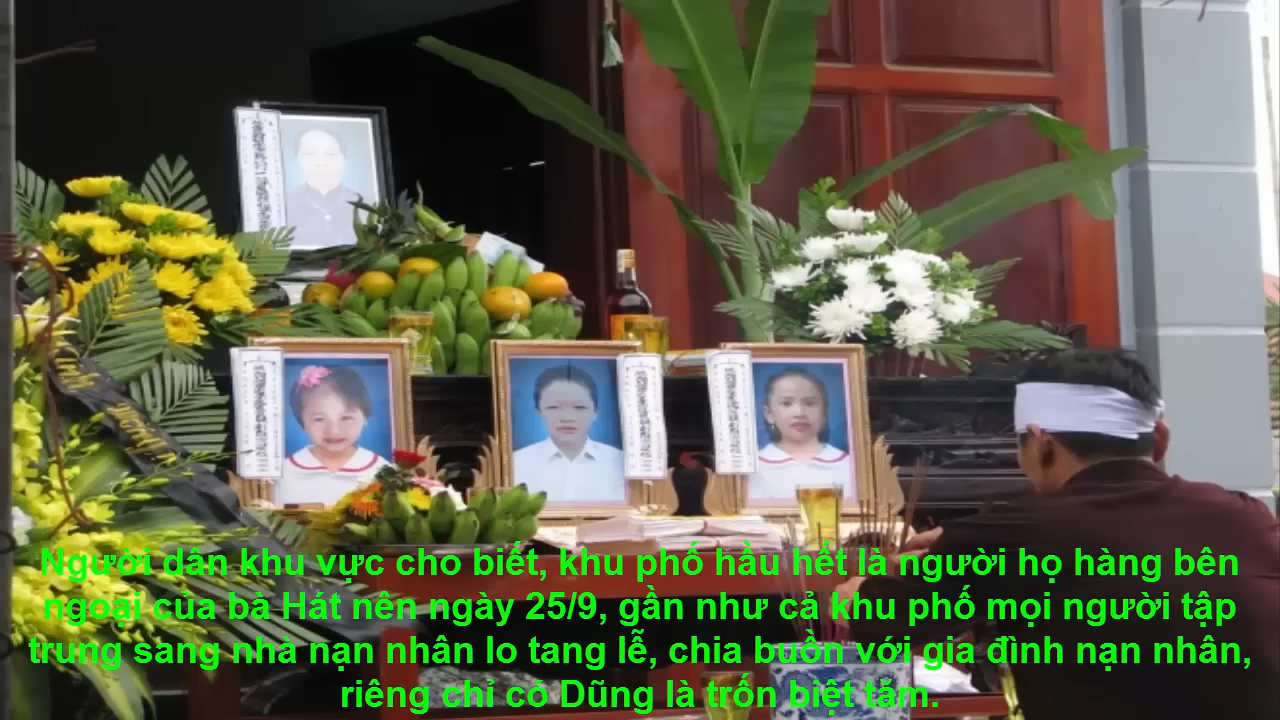 Người dân khu vực cho biết, khu phố hầu hết là người họ hàng bên
ngoại của bà Hát nên ngày 25/9, gần như cả khu phố mọi người tập
trung sang nhà nạn nhân lo tang lễ, chia buồn với gia đình nạn nhân,
riêng chỉ có Dũng là trốn biệt tăm.